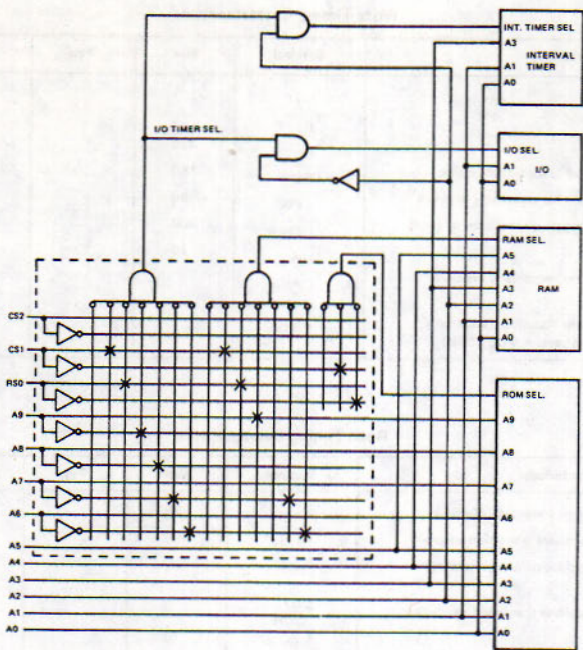 INT. TIMER SEL
A3
INTERVAL
TIMER
A1
A0
I/O TIMER SEL.
I/O SEL.
A1
I/O
A0
RAM SEL.
A5
A4
RAM
A3
A2
A1
A0
CS2
CS1
RS0
A9
A8
A7
A6
A5
A4
A3
A2
A1
A0
ROM SEL.
A9
A8
A7
A6
A5
A4
A3
A2
A1
A0